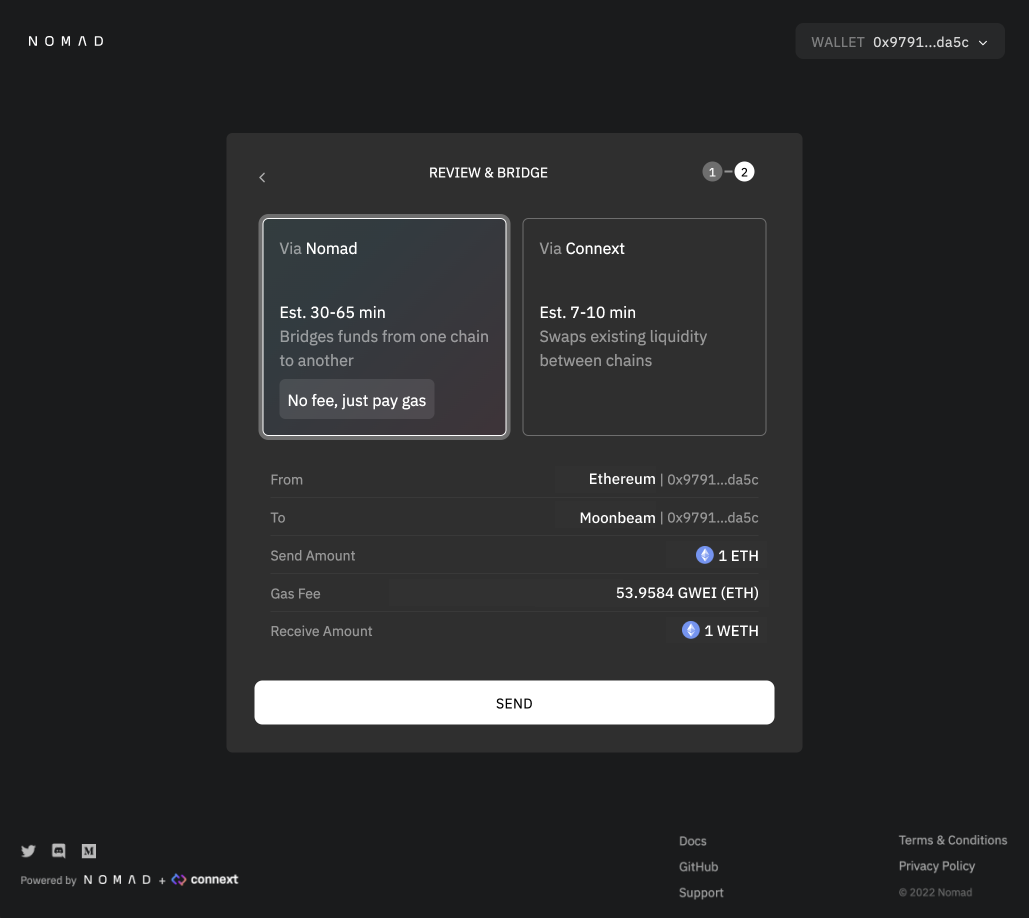 NOMAD
WALLET 0x9791...da5c
REVIEW & BRIDGE
1 2
Via Nomad
Est. 30-65 min
Bridges funds from one chain
to another
No fee, just pay gas
Via Connext
Est. 7-10 min
Swaps existing liquidity
between chains
From Ethereum | 0x9791...da5c
To Moonbeam | 0x9791...da5c
Send Amount 1 ETH
Gas Fee 53.9584 GWEI (ETH)
Receive Amount 1 WETH
SEND
M
Powered by NOMAD + connext
Docs
GitHub
Support
Terms & Conditions
Privacy Policy
© 2022 Nomad